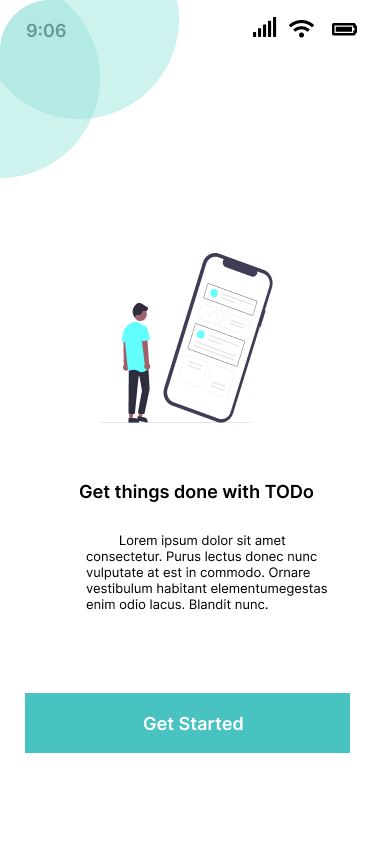 9:06
Get things done with TODo
Lorem ipsum dolor sit amet
consectetur. Purus lectus donec nunc
vulputate at est in commodo. Ornare
vestibulum habitant elementumegestas
enim odio lacus. Blandit nunc.
Get Started